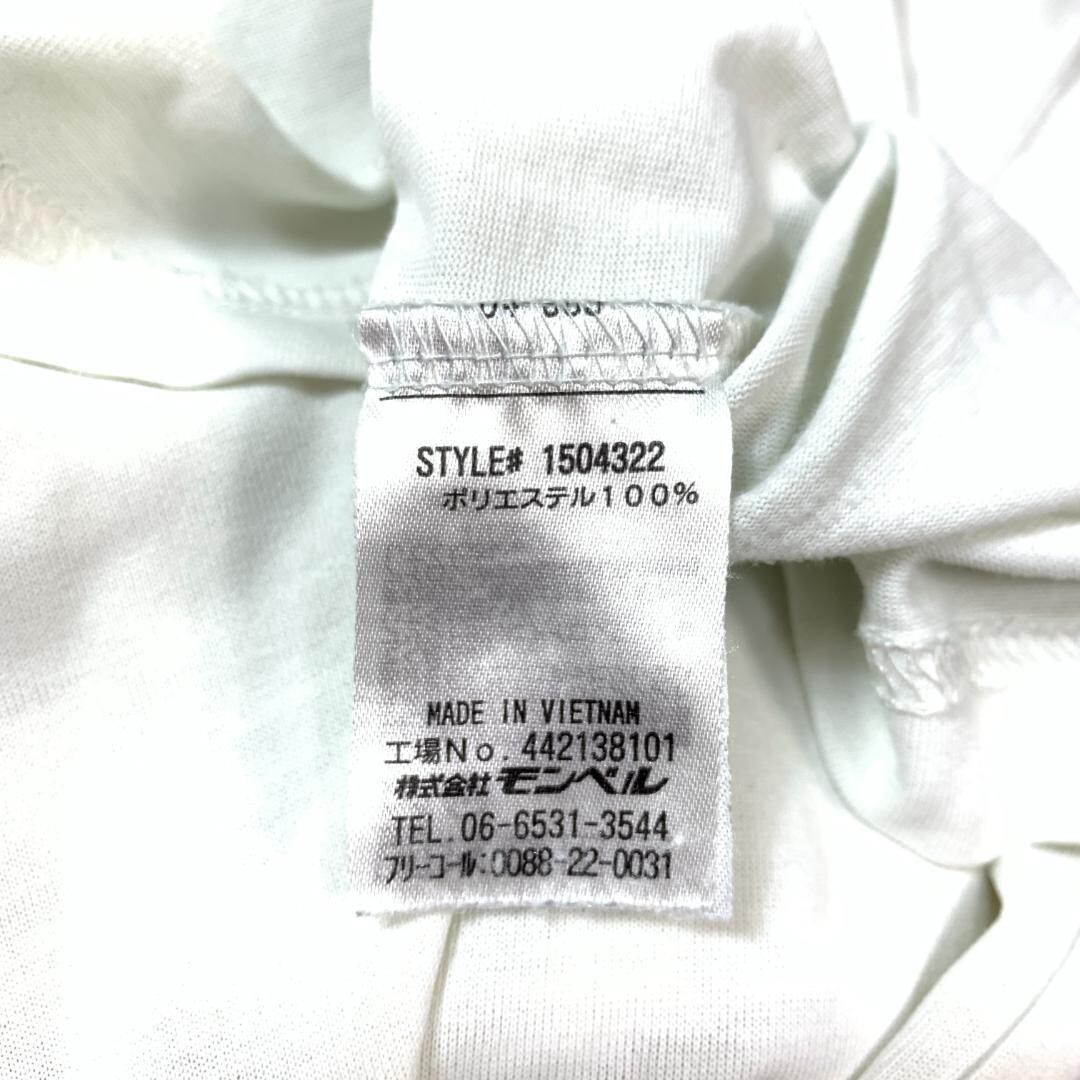 STYLE# 1504322
ポリエステル100%
MADE IN VIETNAM
工場No. 442138101
株式会社モンベル
TEL. 06-6531-3544
フリーコール:0088-22-0031